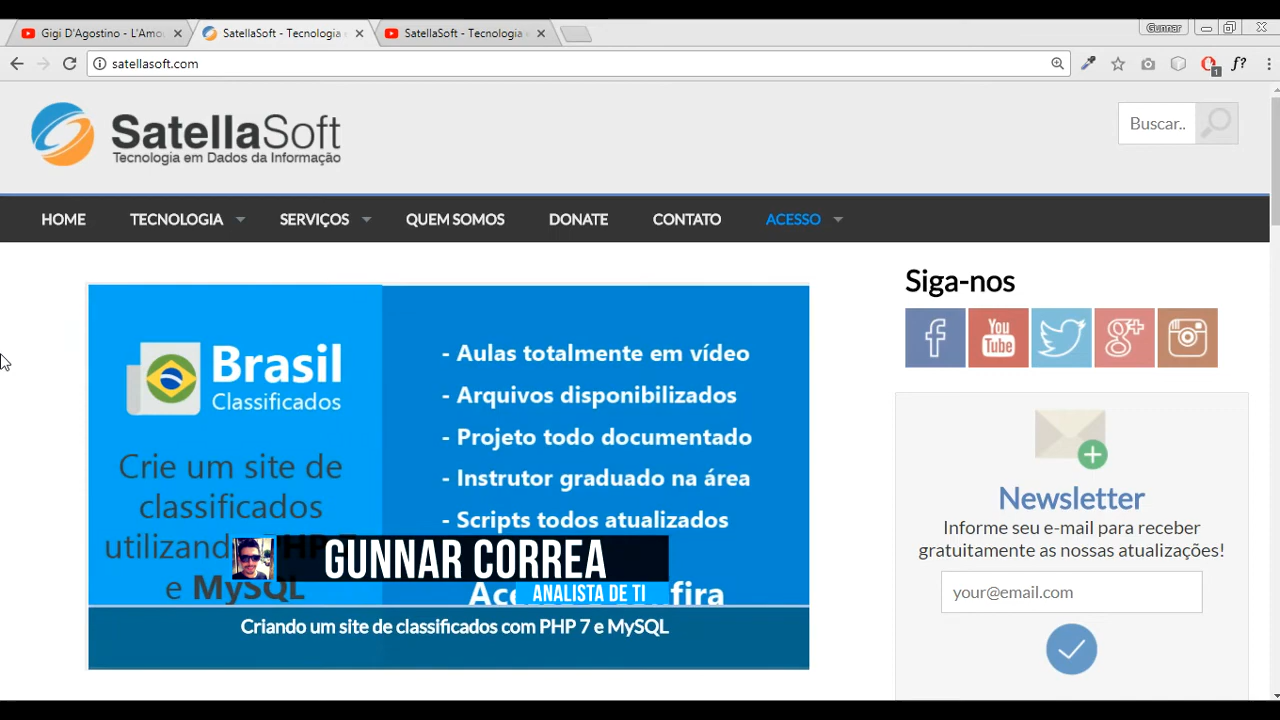 Gigi D'Agostino - L'Amo
SatellaSoft - Tecnologia
SatellaSoft - Tecnologia
Gunnar
satellasoft.com
1
f?
SatellaSoft
Tecnologia em Dados da Informação
Buscar..
HOME
TECNOLOGIA
SERVIÇOS
QUEM SOMOS
DONATE
CONTATO
ACESSO
Brasil
Classificados
Crie um site de
classificados
utilizand
e MySQL
- Aulas totalmente em vídeo
- Arquivos disponibilizados
- Projeto todo documentado
- Instrutor graduado na área
- Scripts todos atualizados
GUNNAR CORREA
ANALISTA DE TI
Criando um site de classificados com PHP 7 e MySQL
Siga-nos
f
You
Tube
g+
Newsletter
Informe seu e-mail para receber
gratuitamente as nossas atualizações!
your@email.com